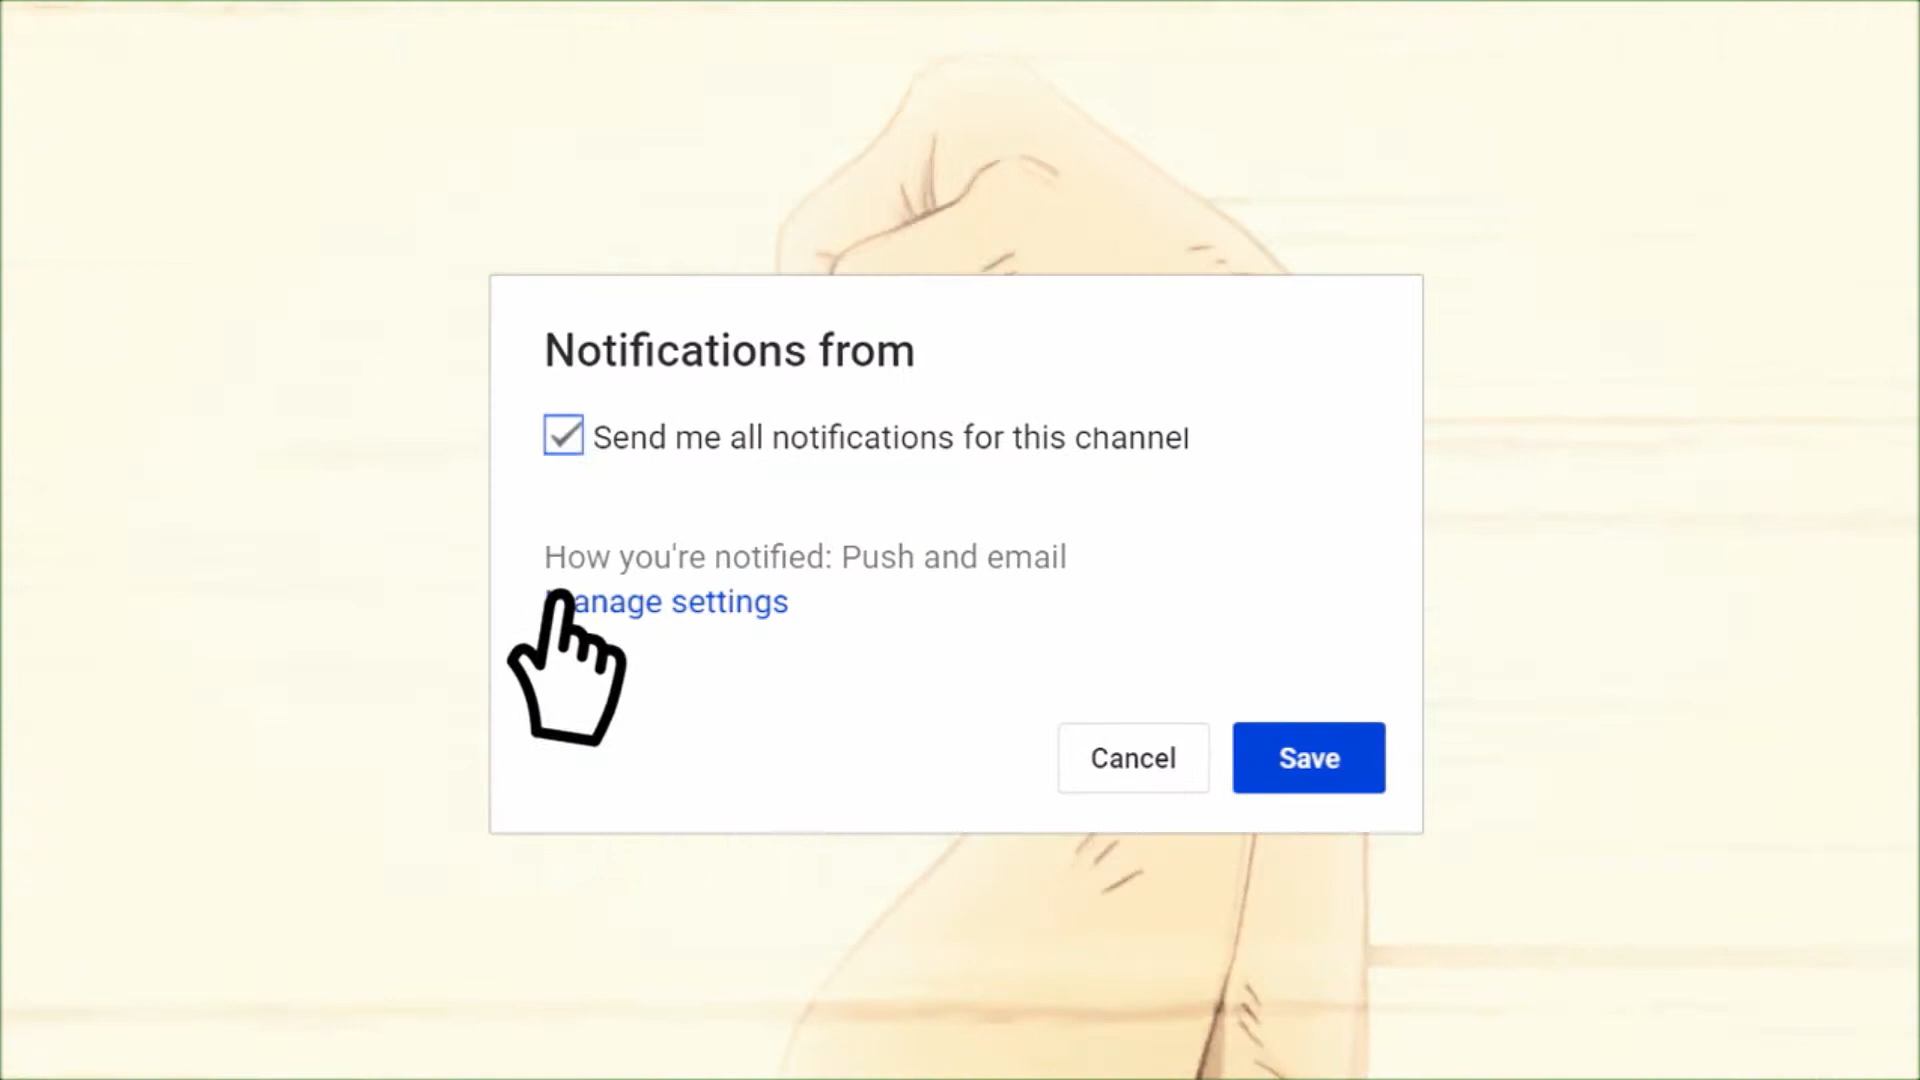 Notifications from
Send me all notifications for this channel
How you're notified: Push and email
anage settings
Cancel
Save